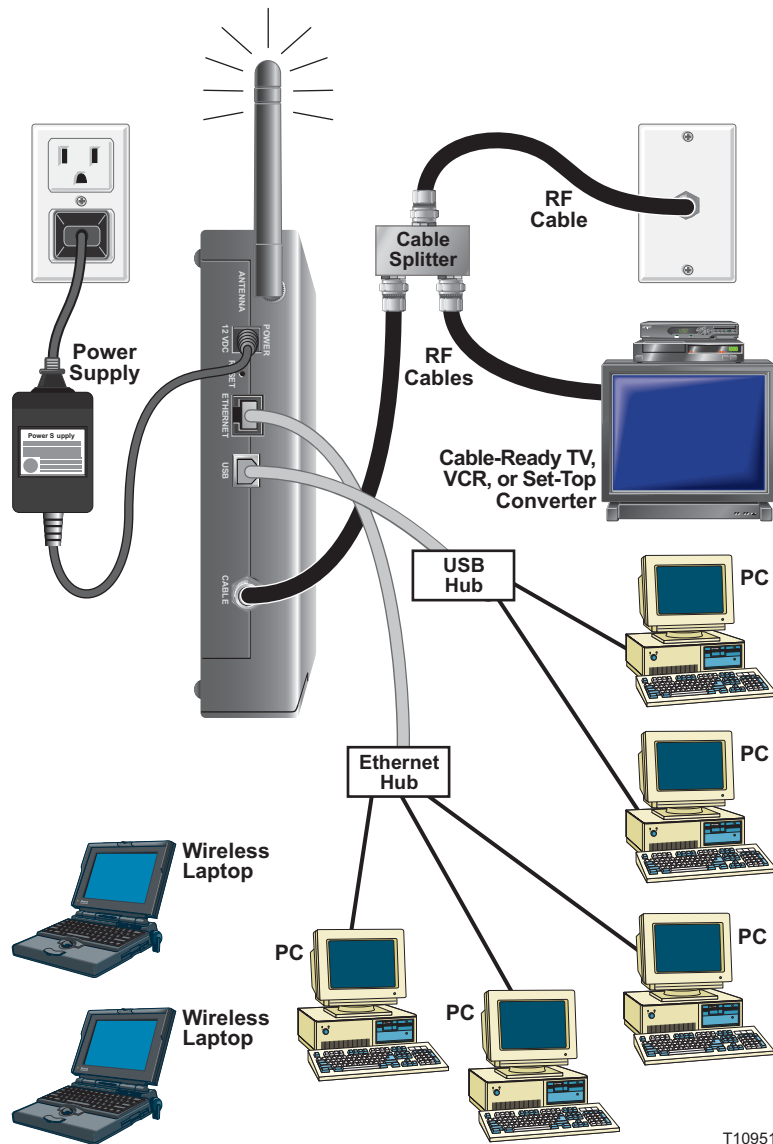 RF
Cable
Cable
Splitter
ANTENNA
POWER
12 VDC
Power
Supply
RF
Cables
RESET
ETHERNET
Power S upply
USB
Cable-Ready TV,
VCR, or Set-Top
Converter
USB
Hub
PC
CABLE
PC
Ethernet
Hub
Wireless
Laptop
PC
PC
PC
Wireless
Laptop
T10951